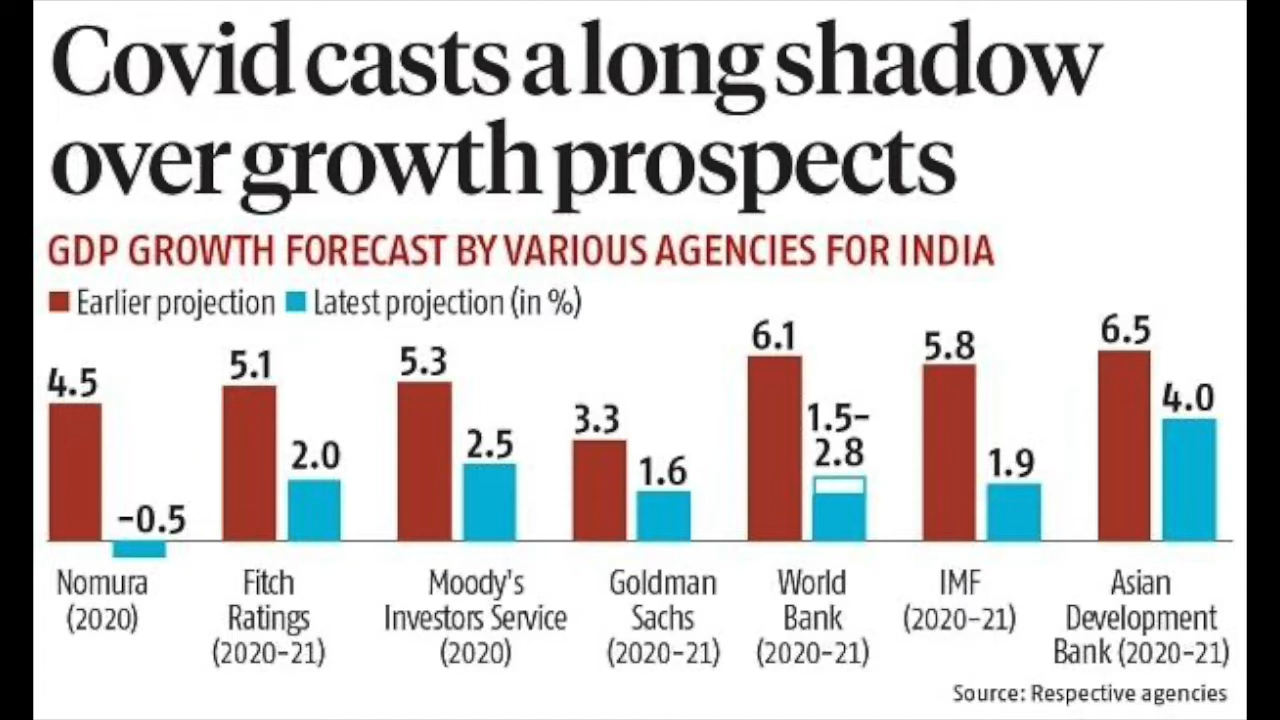 Covid casts a long shadow
over growth prospects
GDP GROWTH FORECAST BY VARIOUS AGENCIES FOR INDIA
Earlier projection Latest projection (in %)
4.5
−0.5
5.1
2.0
5.3
2.5
3.3
1.6
6.1
1.5–
2.8
5.8
1.9
6.5
4.0
Nomura
(2020)
Fitch
Ratings
(2020–21)
Moody's
Investors Service
(2020)
Goldman
Sachs
(2020–21)
World
Bank
(2020–21)
IMF
(2020–21)
Asian
Development
Bank (2020–21)
Source: Respective agencies